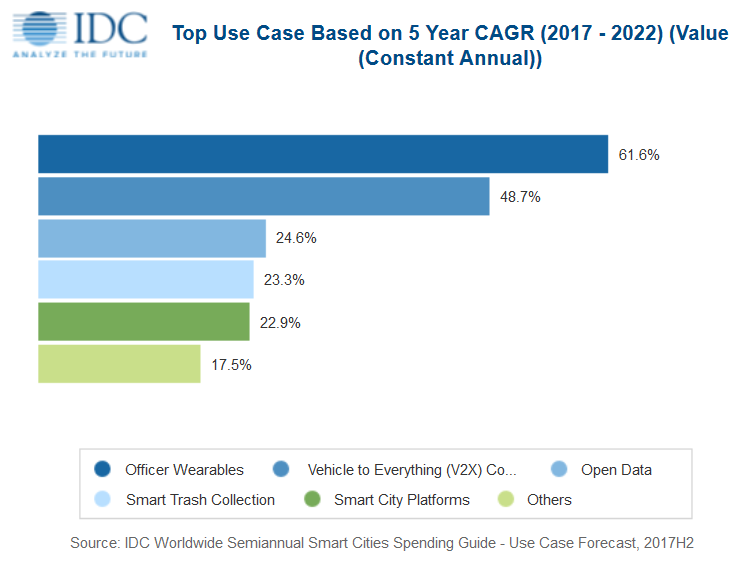 IDC
ANALYZE THE FUTURE
Top Use Case Based on 5 Year CAGR (2017 - 2022) (Value
(Constant Annual))
61.6%
48.7%
24.6%
23.3%
22.9%
17.5%
Officer Wearables Vehicle to Everything (V2X) Co... Open Data
Smart Trash Collection Smart City Platforms Others
Source: IDC Worldwide Semiannual Smart Cities Spending Guide - Use Case Forecast, 2017H2